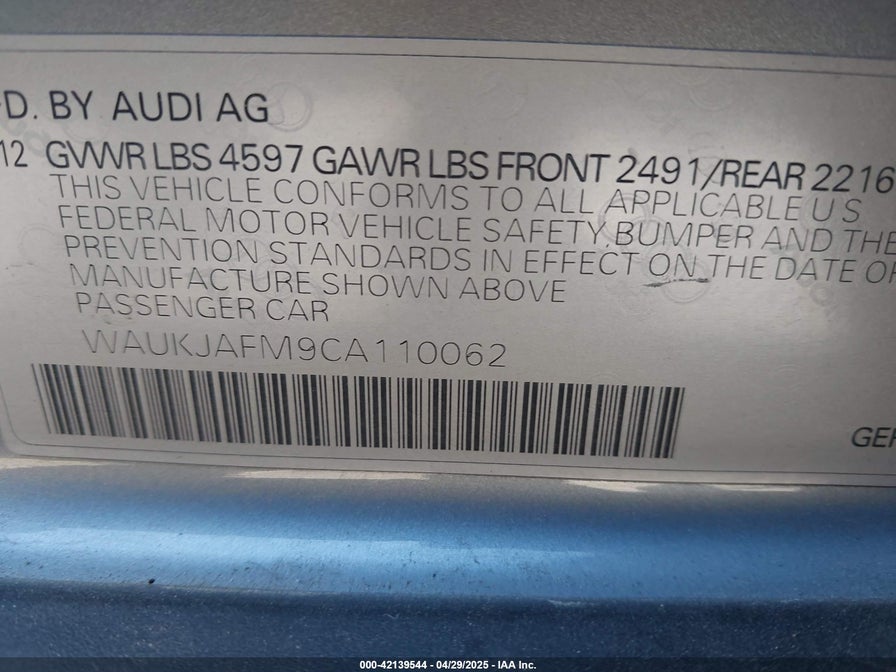 D. BY AUDI AG
12 GVWR LBS 4597 GAWR LBS FRONT 2491/REAR 2216
THIS VEHICLE CONFORMS TO ALL APPLICABLE U S
FEDERAL MOTOR VEHICLE SAFETY, BUMPER AND THE
PREVENTION STANDARDS IN EFFECT ON THE DATE OF
MANUFACTURE SHOWN ABOVE
PASSENGER CAR
WAUKJAFM9CA110062
GER
000-42139544 - 04/29/2025 - IAA Inc.